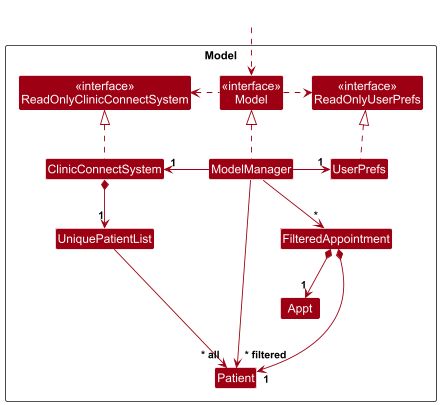 Model
«interface»
ReadOnlyClinicConnectSystem
«interface»
Model
«interface»
ReadOnlyUserPrefs
ClinicConnectSystem
1
ModelManager
1
UserPrefs
1
*
UniquePatientList
FilteredAppointment
1
Appt
* all
* filtered
Patient
1